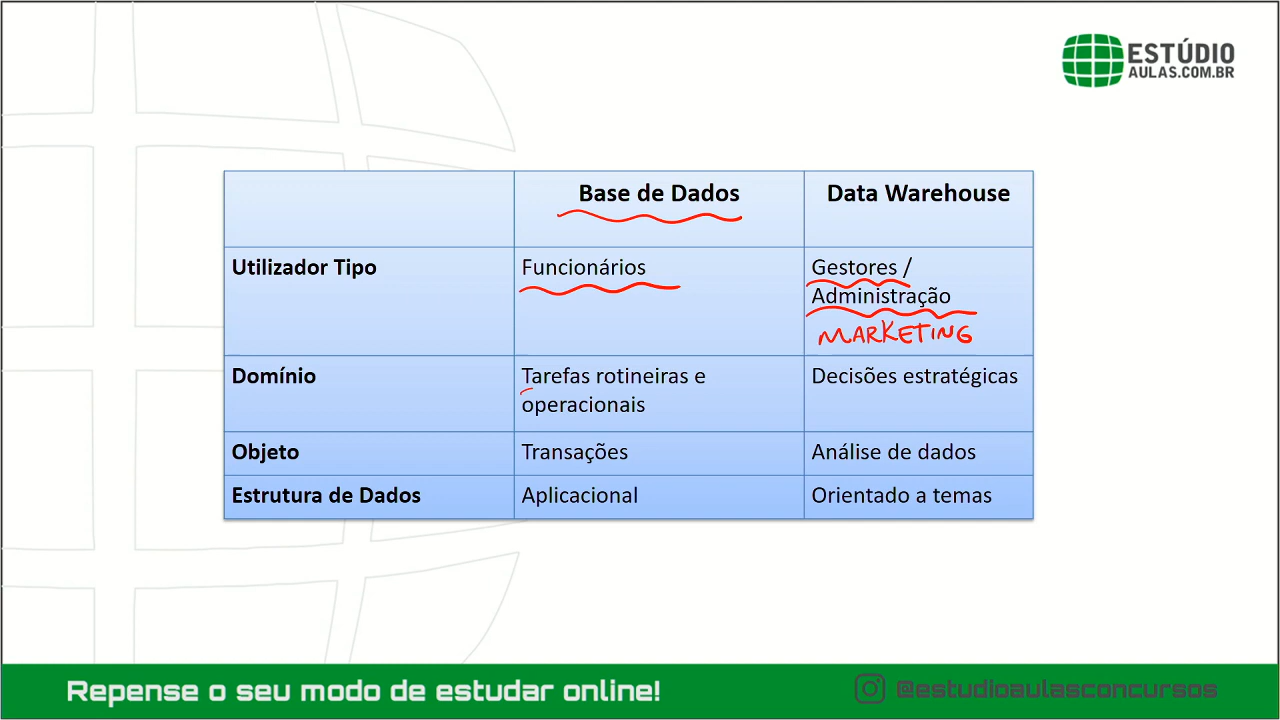 ESTÚDIO
AULAS.COM.BR
Base de Dados
Data Warehouse
Utilizador Tipo
Funcionários
Gestores /
Administração
MARKETING
Domínio
Tarefas rotineiras e
operacionais
Decisões estratégicas
Objeto
Transações
Análise de dados
Estrutura de Dados
Aplicacional
Orientado a temas
Repense o seu modo de estudar online!
@estudioaulasconcursos